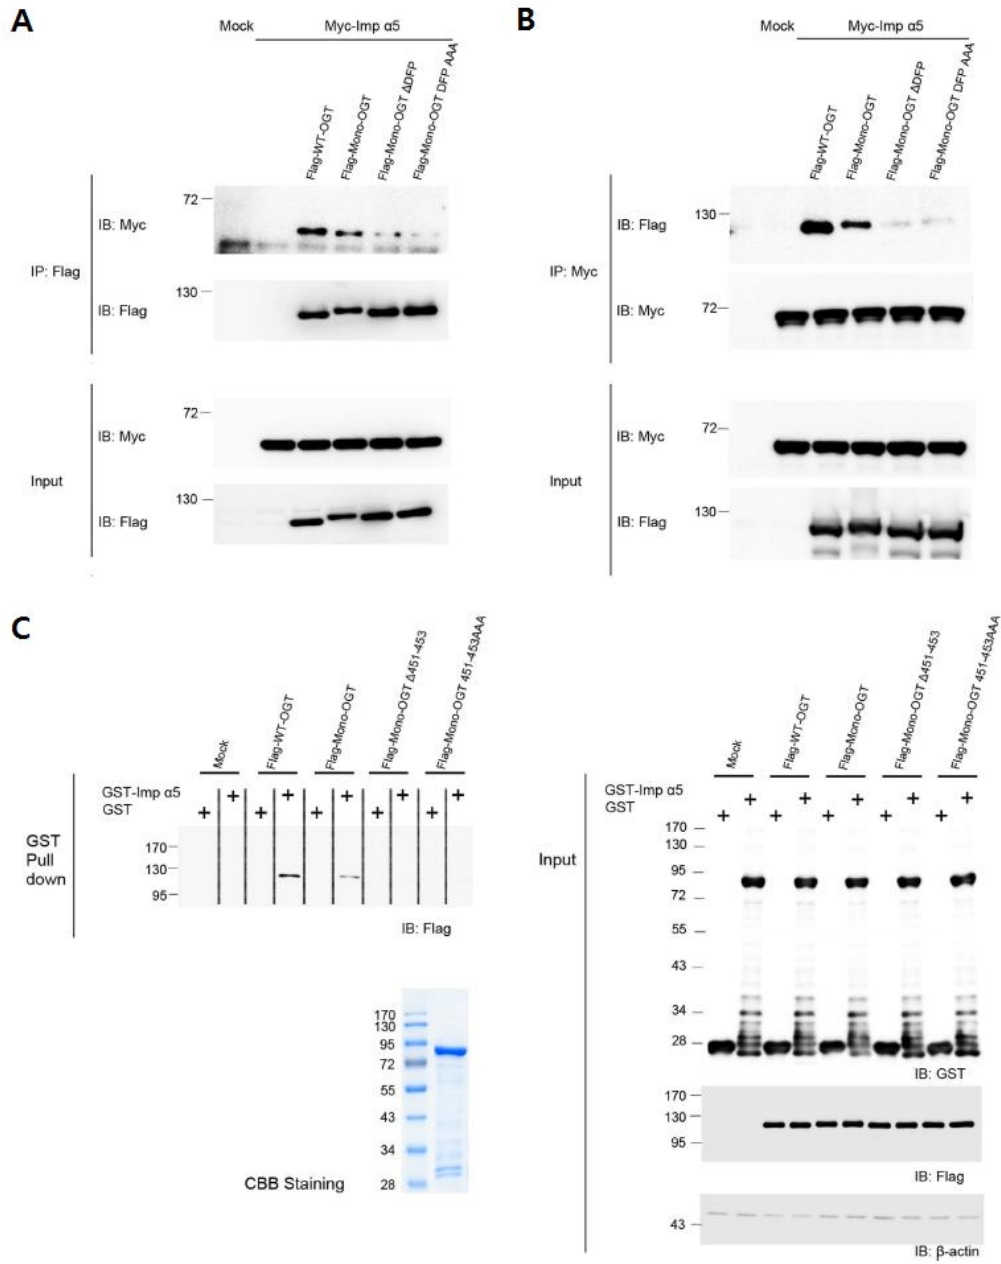 A
Mock
Myc-Imp α5
Flag-WT-OGT
Flag-Mono-OGT
Flag-Mono-OGT ΔDFP
Flag-Mono-OGT DFP AAA
IP: Flag
72
IB: Myc
130
IB: Flag
Input
72
IB: Myc
130
IB: Flag
B
Mock
Myc-Imp α5
Flag-WT-OGT
Flag-Mono-OGT
Flag-Mono-OGT ΔDFP
Flag-Mono-OGT DFP AAA
IP: Myc
130
IB: Flag
72
IB: Myc
Input
72
IB: Myc
130
IB: Flag
C
Mock
Flag-WT-OGT
Flag-Mono-OGT
Flag-Mono-OGT Δ451-453
Flag-Mono-OGT 451-453AAA
GST-Imp α5 + + + + +
GST + + + + +
GST
Pull
down
170
130
95
IB: Flag
170
130
95
72
55
43
34
28
CBB Staining
Mock
Flag-WT-OGT
Flag-Mono-OGT
Flag-Mono-OGT Δ451-453
Flag-Mono-OGT 451-453AAA
GST-Imp α5 + + + + +
GST + + + + +
Input
170
130
95
72
55
43
34
28
IB: GST
170
130
95
IB: Flag
43
IB: β-actin